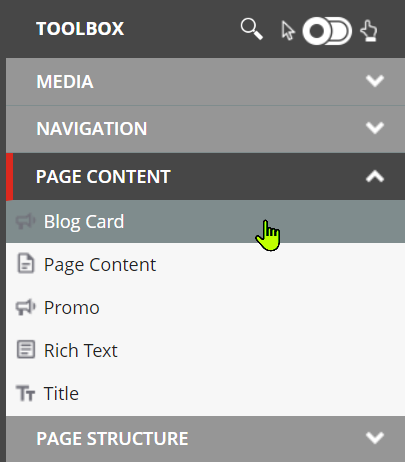 TOOLBOX
MEDIA
NAVIGATION
PAGE CONTENT
Blog Card
Page Content
Promo
Rich Text
Title
PAGE STRUCTURE